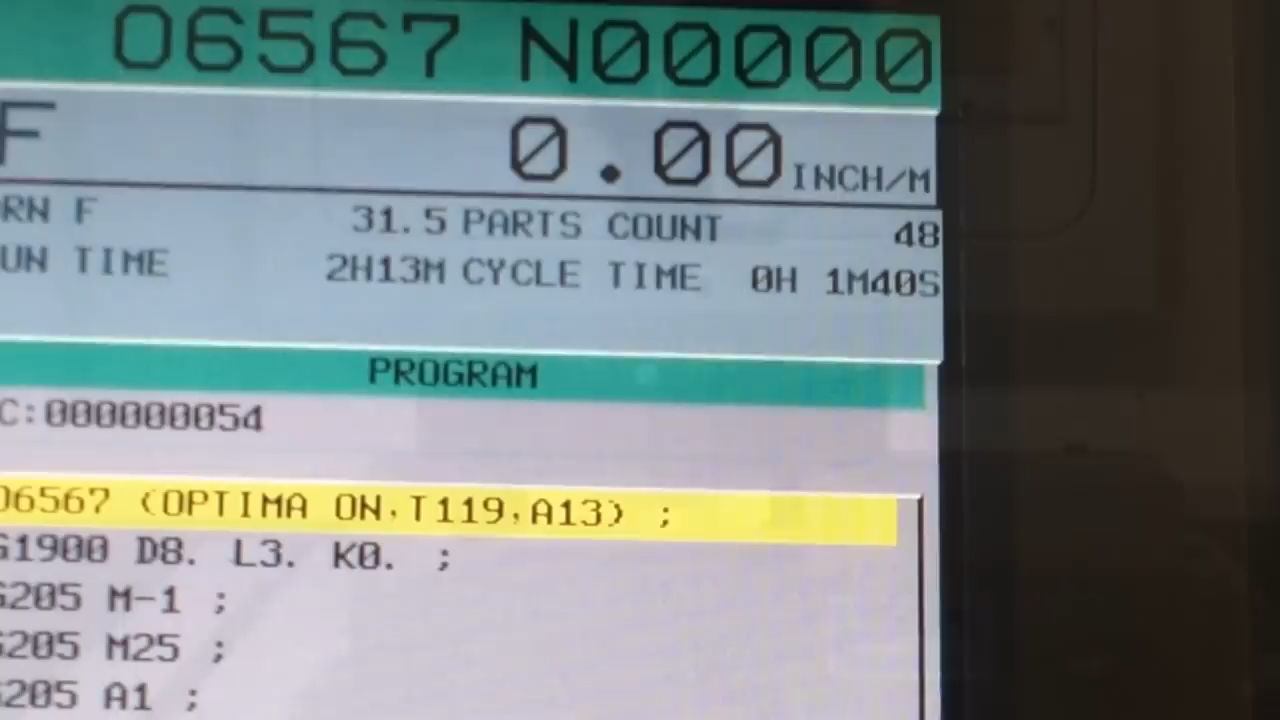 O6567 N00000
F 0.00 INCH/M
RN F 31.5 PARTS COUNT 48
UN TIME 2H13M CYCLE TIME 0H 1M40S
PROGRAM
C:000000054
O6567 (OPTIMA ON,T119,A13) ;
G1900 D8. L3. K0. ;
G205 M-1 ;
G205 M25 ;
G205 A1 ;